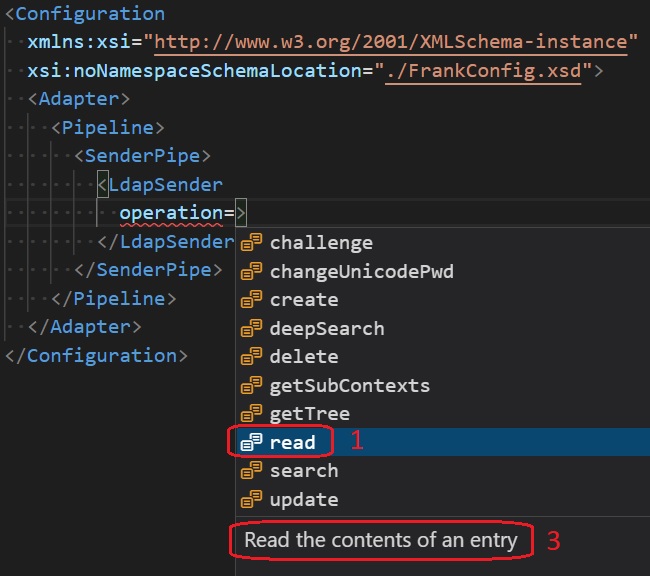 <Configuration
xmlns:xsi="http://www.w3.org/2001/XMLSchema-instance"
xsi:noNamespaceSchemaLocation="./FrankConfig.xsd">
<Adapter>
<Pipeline>
<SenderPipe>
<LdapSender
operation=>
</LdapSender
challenge
changeUnicodePwd
</SenderPipe>
create
</Pipeline>
deepSearch
</Adapter>
delete
</Configuration>
getSubContexts
getTree
read 1
search
update
Read the contents of an entry 3